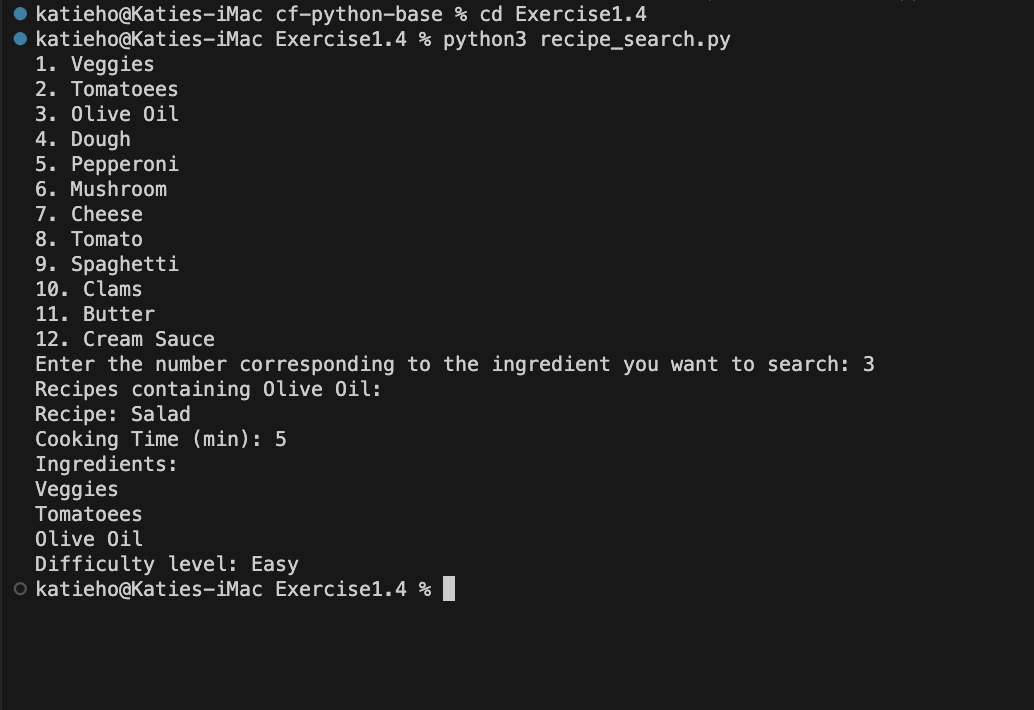 katieho@Katies-iMac cf-python-base % cd Exercise1.4
katieho@Katies-iMac Exercise1.4 % python3 recipe_search.py
1. Veggies
2. Tomatoees
3. Olive Oil
4. Dough
5. Pepperoni
6. Mushroom
7. Cheese
8. Tomato
9. Spaghetti
10. Clams
11. Butter
12. Cream Sauce
Enter the number corresponding to the ingredient you want to search: 3
Recipes containing Olive Oil:
Recipe: Salad
Cooking Time (min): 5
Ingredients:
Veggies
Tomatoees
Olive Oil
Difficulty level: Easy
katieho@Katies-iMac Exercise1.4 %